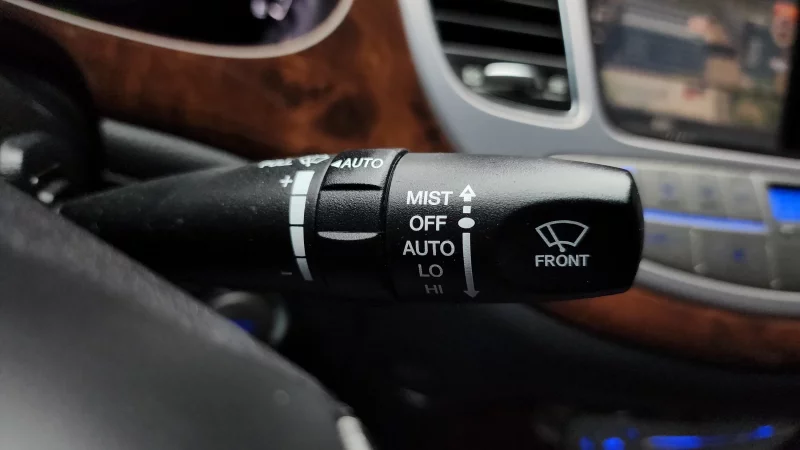 ◄AUTO
+
-
MIST
OFF
AUTO
LO
HI
FRONT